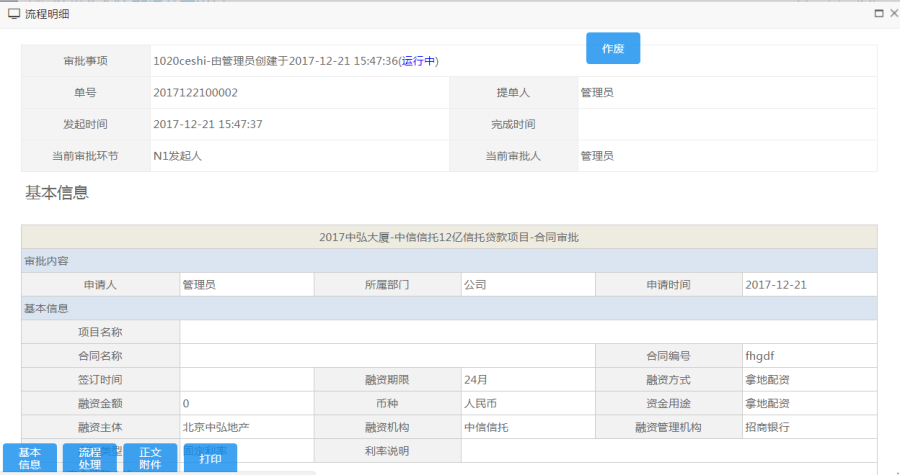 流程明细
作废
审批事项 1020ceshi-由管理员创建于2017-12-21 15:47:36(运行中)
单号 2017122100002 提单人 管理员
发起时间 2017-12-21 15:47:37 完成时间
当前审批环节 N1发起人 当前审批人 管理员
基本信息
2017中弘大厦-中信信托12亿信托贷款项目-合同审批
审批内容
申请人 管理员 所属部门 公司 申请时间 2017-12-21
基本信息
项目名称
合同名称 合同编号 fhgdf
签订时间 融资期限 24月 融资方式 拿地配资
融资金额 0 币种 人民币 资金用途 拿地配资
融资主体 北京中弘地产 融资机构 中信信托 融资管理机构 招商银行
利率说明
基本信息 流程处理 正文附件 打印